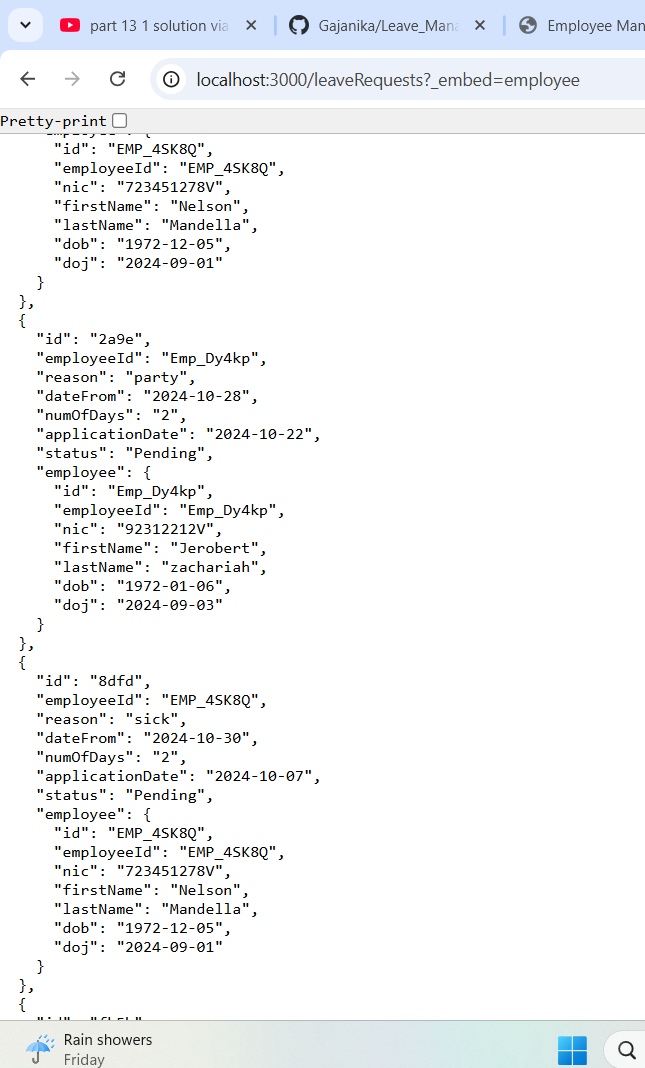 part 13 1 solution via
Gajanika/Leave_Mana
Employee Man
localhost:3000/leaveRequests?_embed=employee
Pretty-print
"employee": {
"id": "EMP_4SK8Q",
"employeeId": "EMP_4SK8Q",
"nic": "723451278V",
"firstName": "Nelson",
"lastName": "Mandella",
"dob": "1972-12-05",
"doj": "2024-09-01"
}
},
{
"id": "2a9e",
"employeeId": "Emp_Dy4kp",
"reason": "party",
"dateFrom": "2024-10-28",
"numOfDays": "2",
"applicationDate": "2024-10-22",
"status": "Pending",
"employee": {
"id": "Emp_Dy4kp",
"employeeId": "Emp_Dy4kp",
"nic": "92312212V",
"firstName": "Jerobert",
"lastName": "zachariah",
"dob": "1972-01-06",
"doj": "2024-09-03"
}
},
{
"id": "8dfd",
"employeeId": "EMP_4SK8Q",
"reason": "sick",
"dateFrom": "2024-10-30",
"numOfDays": "2",
"applicationDate": "2024-10-07",
"status": "Pending",
"employee": {
"id": "EMP_4SK8Q",
"employeeId": "EMP_4SK8Q",
"nic": "723451278V",
"firstName": "Nelson",
"lastName": "Mandella",
"dob": "1972-12-05",
"doj": "2024-09-01"
}
},
{
"id":
Rain showers
Friday